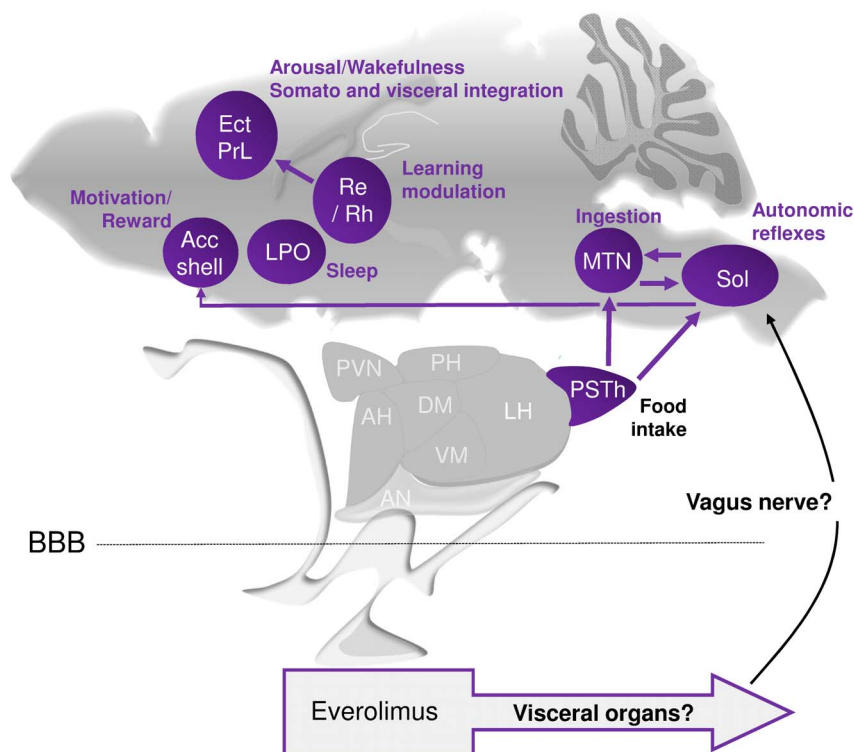 Arousal/Wakefulness
Somato and visceral integration
Ect
PrL
Re
/ Rh
Learning
modulation
Motivation/
Reward
Acc
shell
LPO
Sleep
Ingestion
MTN
Autonomic
reflexes
Sol
PVN
PH
AH
DM
LH
VM
AN
PSTh
Food
intake
Vagus nerve?
BBB
Everolimus
Visceral organs?